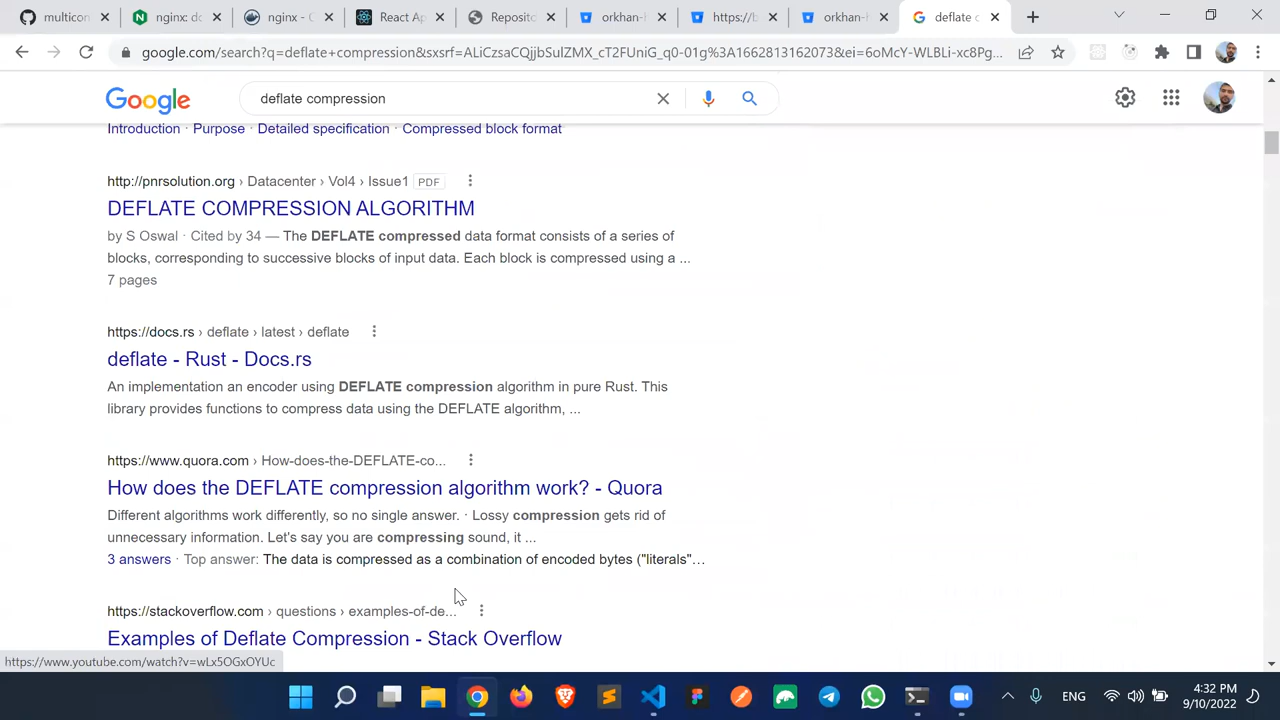 multicon
nginx: do
nginx - O
React Ap
Reposito
orkhan-h
https://b
orkhan-h
deflate c
google.com/search?q=deflate+compression&sxsrf=ALiCzsaCQjjbSuIZMX_cT2FUniG_q0-01g%3A1662813162073&ei=6oMcY-WLBLi-xc8Pg...
Google
deflate compression
Introduction · Purpose · Detailed specification · Compressed block format
http://pnrsolution.org › Datacenter › Vol4 › Issue1 PDF
DEFLATE COMPRESSION ALGORITHM
by S Oswal · Cited by 34 — The DEFLATE compressed data format consists of a series of
blocks, corresponding to successive blocks of input data. Each block is compressed using a ...
7 pages
https://docs.rs › deflate › latest › deflate
deflate - Rust - Docs.rs
An implementation an encoder using DEFLATE compression algorithm in pure Rust. This
library provides functions to compress data using the DEFLATE algorithm, ...
https://www.quora.com › How-does-the-DEFLATE-co...
How does the DEFLATE compression algorithm work? - Quora
Different algorithms work differently, so no single answer. · Lossy compression gets rid of
unnecessary information. Let's say you are compressing sound, it ...
3 answers · Top answer: The data is compressed as a combination of encoded bytes ("literals"...
https://stackoverflow.com › questions › examples-of-de...
Examples of Deflate Compression - Stack Overflow
https://www.youtube.com/watch?v=wLx5OGxOYUc
ENG
4:32 PM
9/10/2022